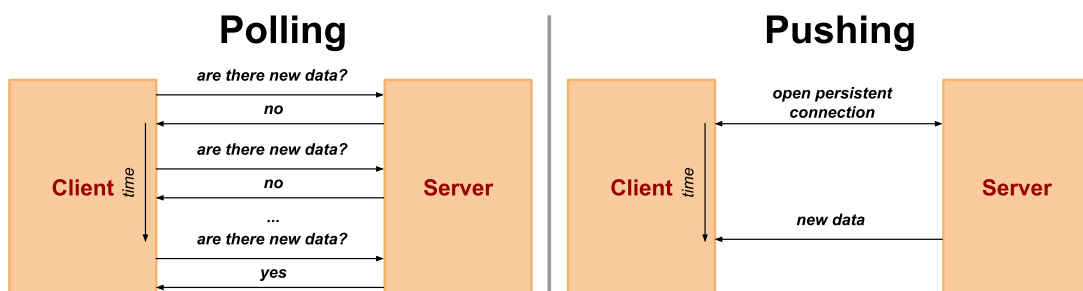 Polling
are there new data?
no
are there new data?
no
...
are there new data?
yes
Client
time
Server
Pushing
open persistent
connection
new data
Client
time
Server